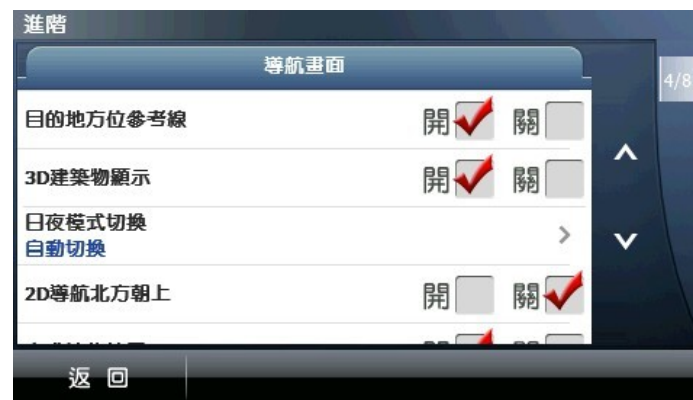 進階
導航畫面
4/8
目的地方位參考線 開 關
3D建築物顯示 開 關
日夜模式切換
自動切換
2D導航北方朝上 開 關
返回